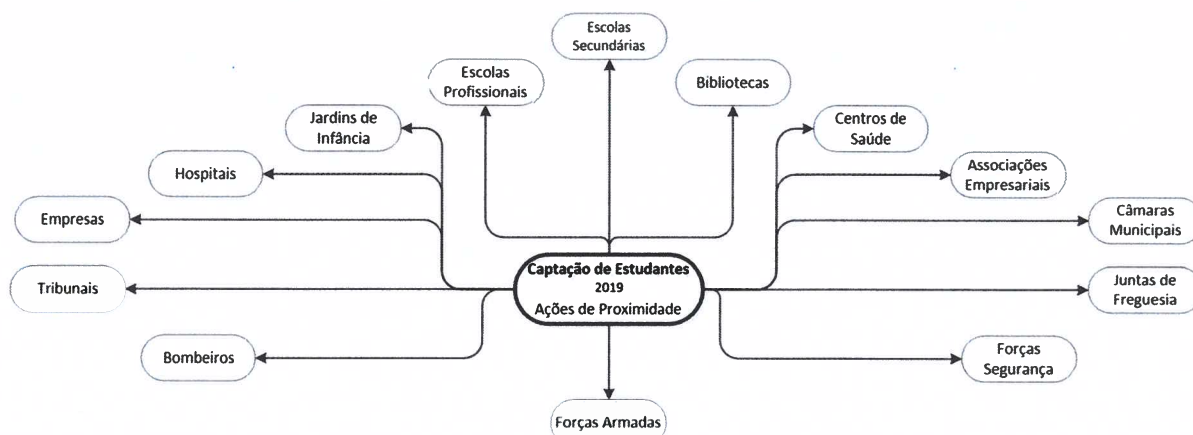 Escolas
Secundárias
Escolas
Profissionais
Bibliotecas
Jardins de
Infância
Centros de
Saúde
Hospitais
Associações
Empresariais
Empresas
Câmaras
Municipais
Captação de Estudantes
2019
Ações de Proximidade
Tribunais
Juntas de
Freguesia
Bombeiros
Forças
Segurança
Forças Armadas